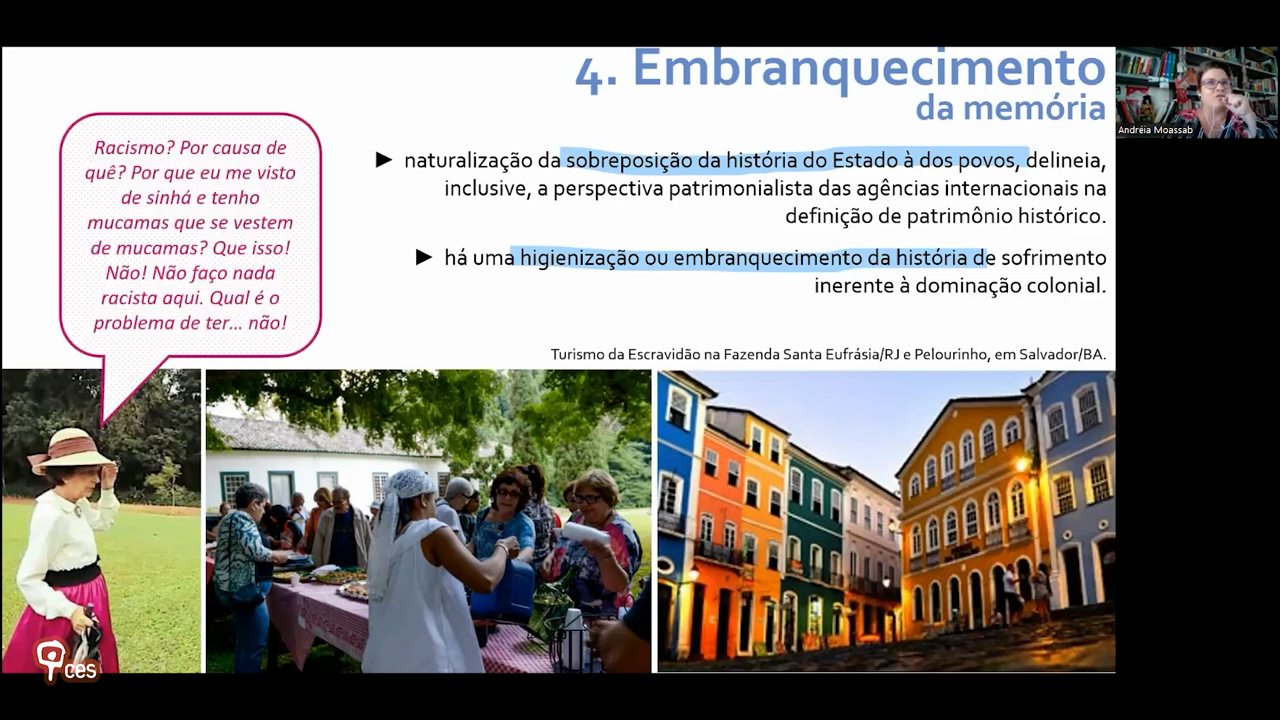 4. Embranquecimento
da memória
Andréia Moassab
Racismo? Por causa de
quê? Por que eu me visto
de sinhá e tenho
mucamas que se vestem
de mucamas? Que isso!
Não! Não faço nada
racista aqui. Qual é o
problema de ter... não!
► naturalização da sobreposição da história do Estado à dos povos, delineia,
inclusive, a perspectiva patrimonialista das agências internacionais na
definição de patrimônio histórico.
► há uma higienização ou embranquecimento da história de sofrimento
inerente à dominação colonial.
Turismo da Escravidão na Fazenda Santa Eufrásia/RJ e Pelourinho, em Salvador/BA.
ces